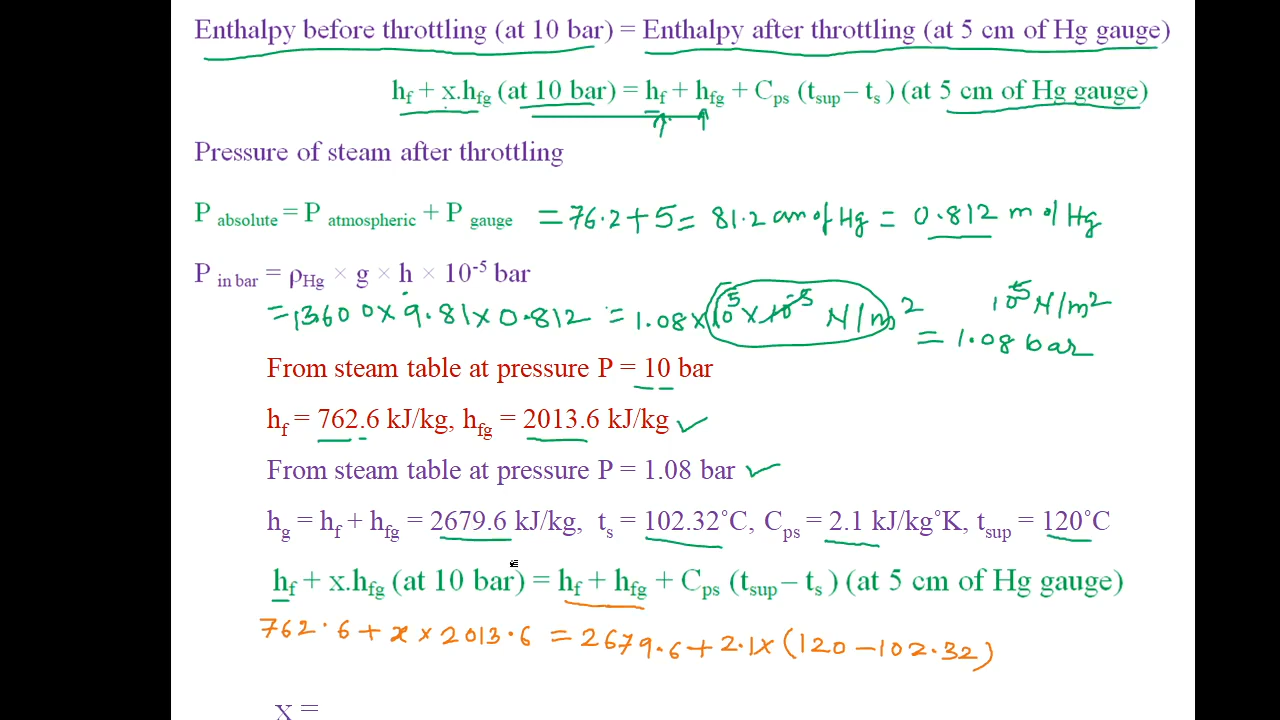 Enthalpy before throttling (at 10 bar) = Enthalpy after throttling (at 5 cm of Hg gauge)
hf + x.hfg (at 10 bar) = hf + hfg + Cps (tsup – ts ) (at 5 cm of Hg gauge)
Pressure of steam after throttling
P absolute = P atmospheric + P gauge = 76.2 + 5 = 81.2 cm of Hg = 0.812 m of Hg
P in bar = ρHg × g × h × 10-5 bar
= 13600 × 9.81 × 0.812 = 1.08 × 10^5 × 10^-5 N/m2 10^5 N/m2
= 1.08 bar
From steam table at pressure P = 10 bar
hf = 762.6 kJ/kg, hfg = 2013.6 kJ/kg ✓
From steam table at pressure P = 1.08 bar ✓
hg = hf + hfg = 2679.6 kJ/kg, ts = 102.32˚C, Cps = 2.1 kJ/kg˚K, tsup = 120˚C
hf + x.hfg (at 10 bar) = hf + hfg + Cps (tsup – ts ) (at 5 cm of Hg gauge)
762.6 + x × 2013.6 = 2679.6 + 2.1 × (120 – 102.32)
x =